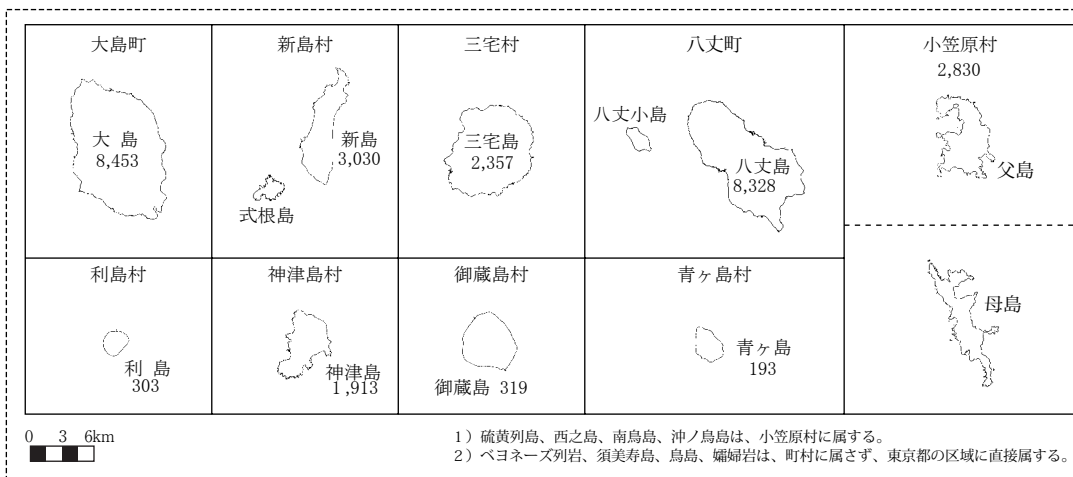 大島町
大 島
8,453
新島村
新島
3,030
式根島
三宅村
三宅島
2,357
八丈町
八丈小島
八丈島
8,328
小笠原村
2,830
父島
母島
利島村
利 島
303
神津島村
神津島
1,913
御蔵島村
御蔵島 319
青ヶ島村
青ヶ島
193
0 3 6km
1）硫黄列島、西之島、南鳥島、沖ノ鳥島は、小笠原村に属する。
2）ベヨネーズ列岩、須美寿島、鳥島、孀婦岩は、町村に属さず、東京都の区域に直接属する。